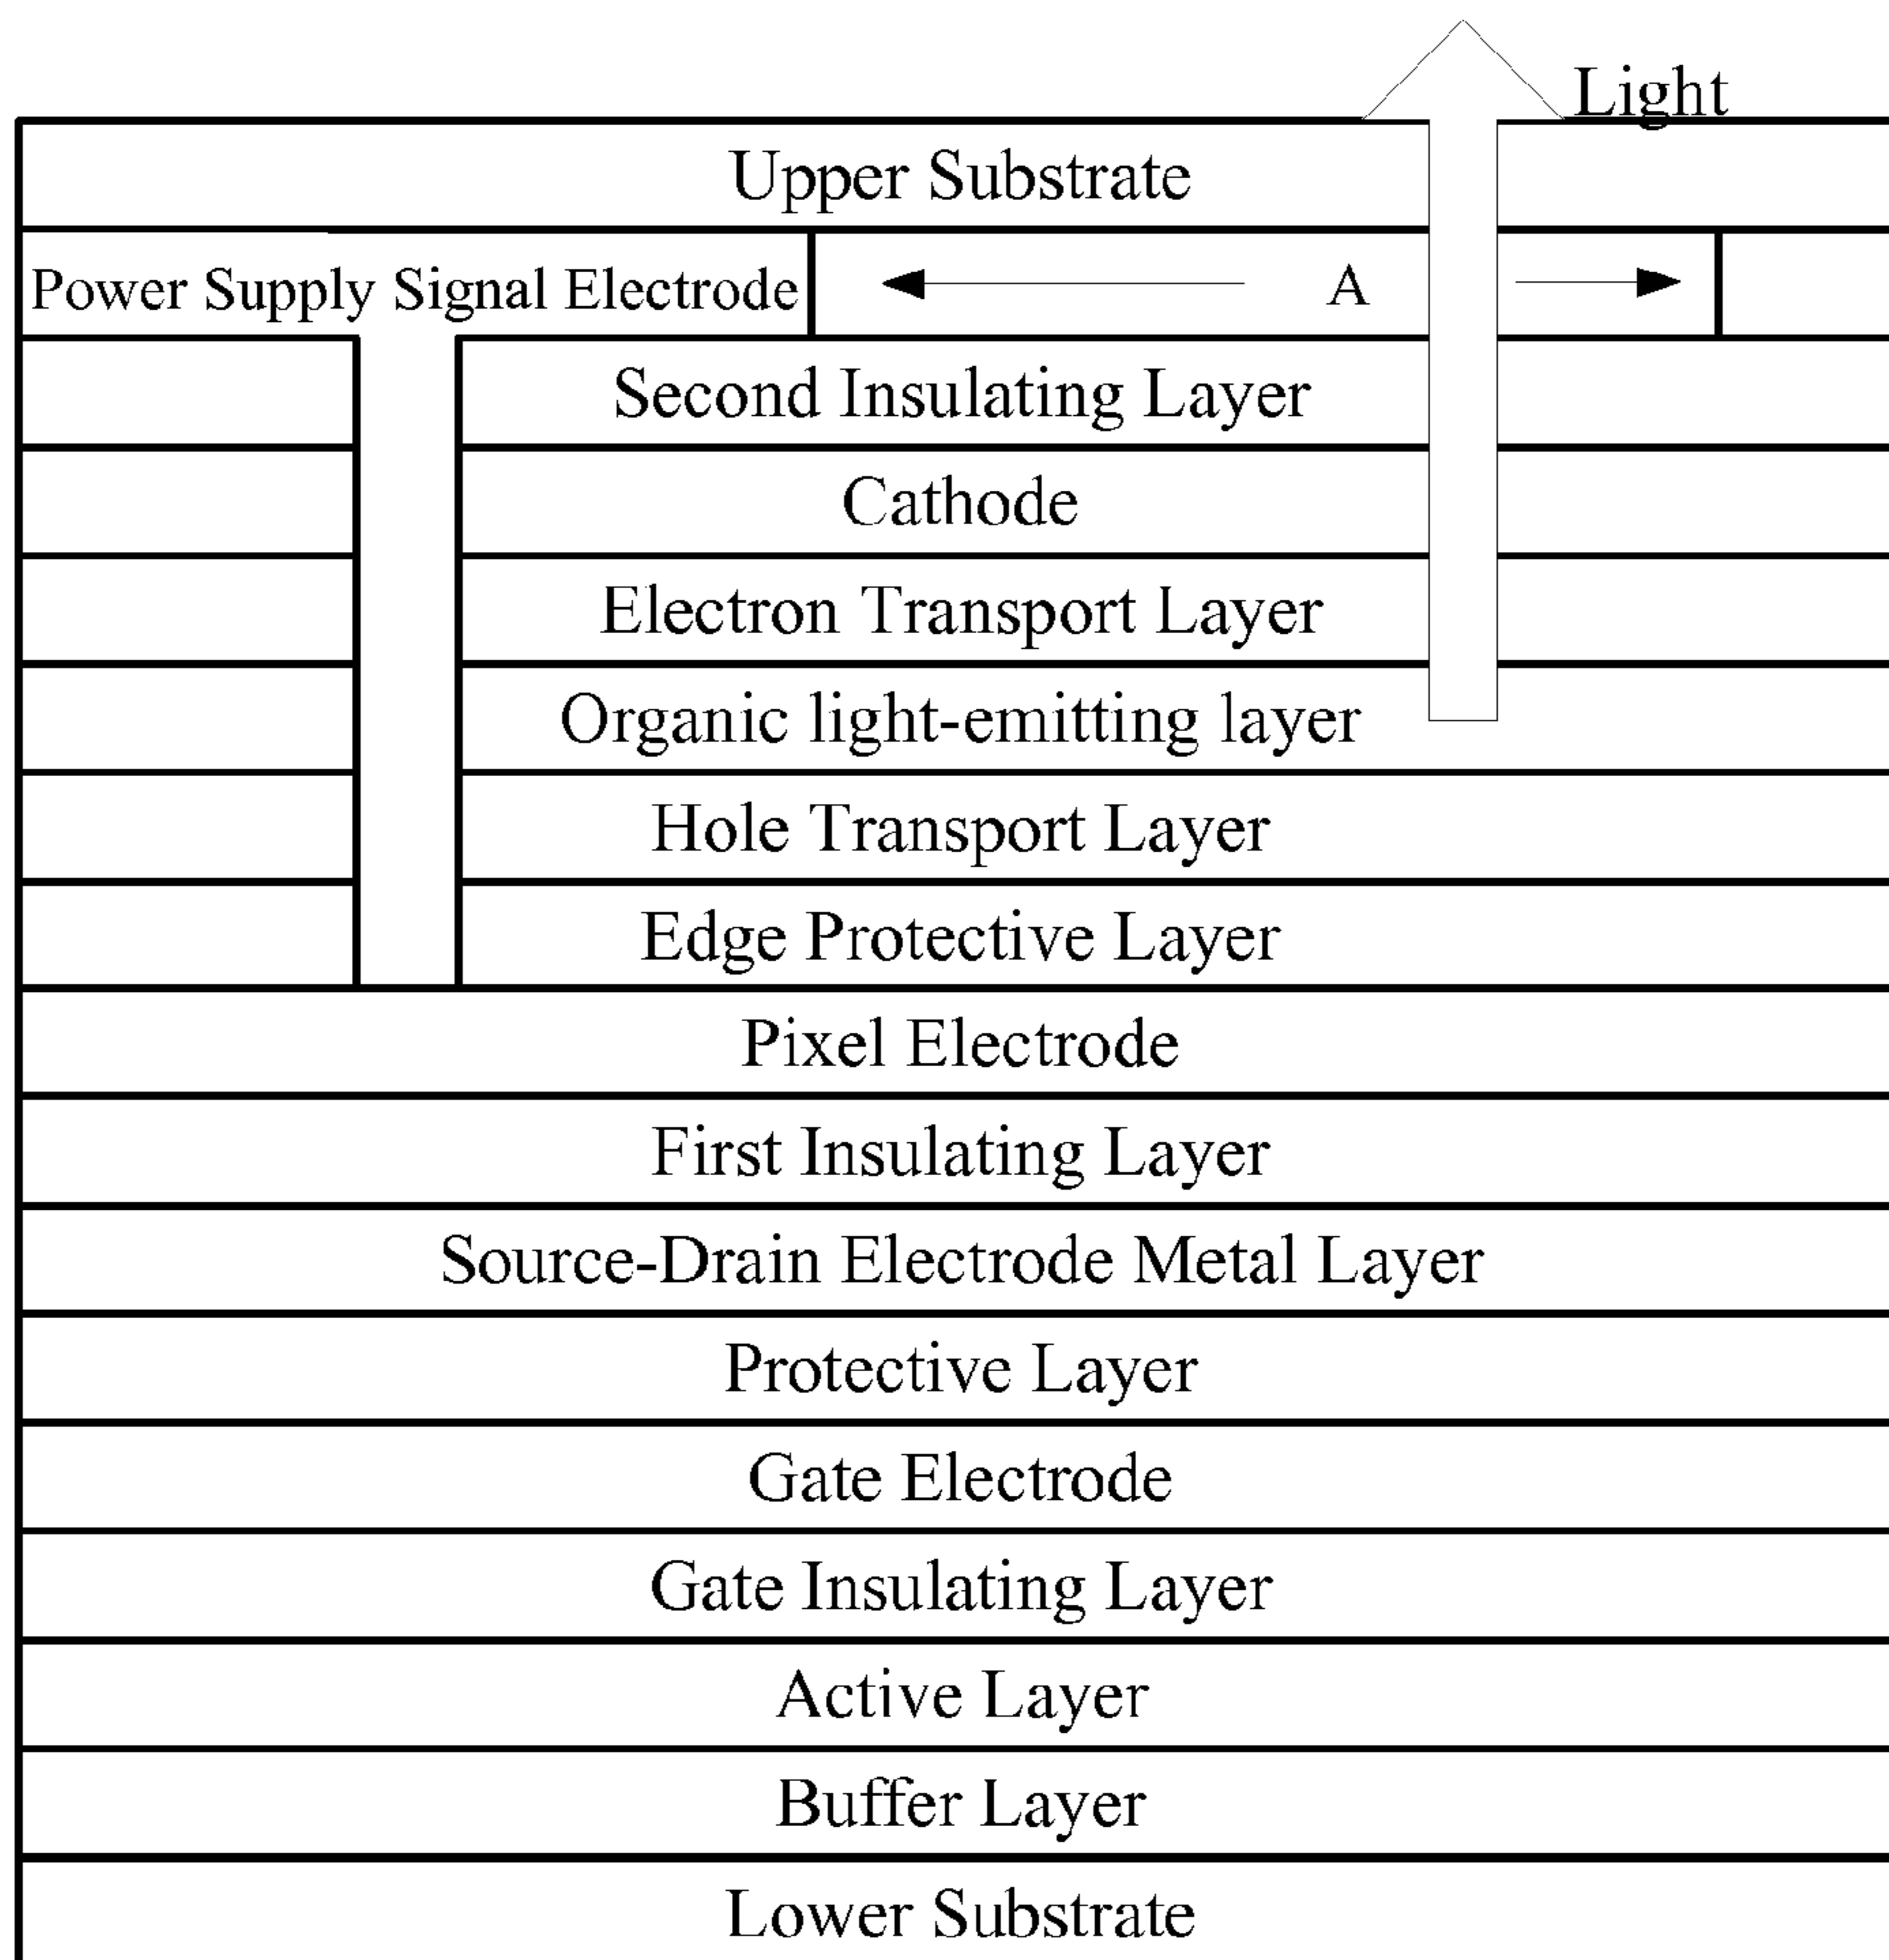 Light
Upper Substrate
Power Supply Signal Electrode
A
Second Insulating Layer
Cathode
Electron Transport Layer
Organic light-emitting layer
Hole Transport Layer
Edge Protective Layer
Pixel Electrode
First Insulating Layer
Source-Drain Electrode Metal Layer
Protective Layer
Gate Electrode
Gate Insulating Layer
Active Layer
Buffer Layer
Lower Substrate